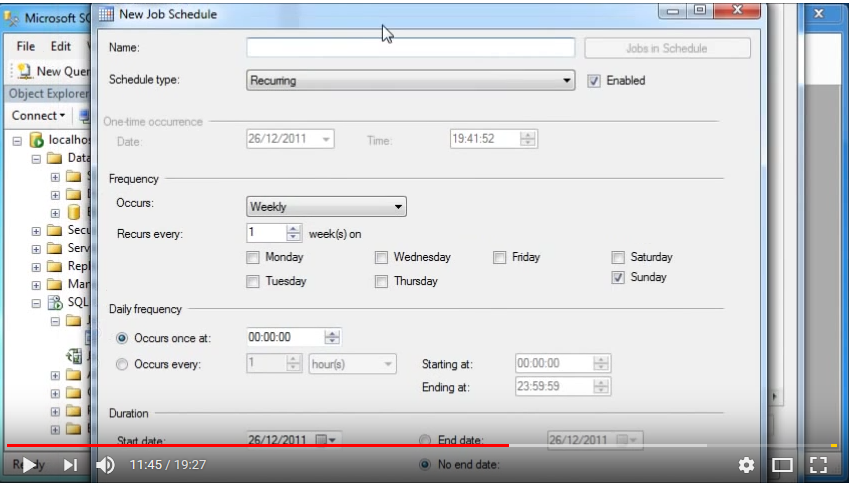 Microsoft SQ
New Job Schedule
File Edit
New Quer
Object Explorer
Connect
localhos
Data
Secu
Serv
Repl
Man
SQL
Name:
Jobs in Schedule
Schedule type: Recurring Enabled
One-time occurrence
Date: 26/12/2011 Time: 19:41:52
Frequency
Occurs: Weekly
Recurs every: 1 week(s) on
Monday Wednesday Friday Saturday
Tuesday Thursday Sunday
Daily frequency
Occurs once at: 00:00:00
Occurs every: 1 hour(s) Starting at: 00:00:00
Ending at: 23:59:59
Duration
Start date: 26/12/2011 End date: 26/12/2011
No end date:
11:45 / 19:27